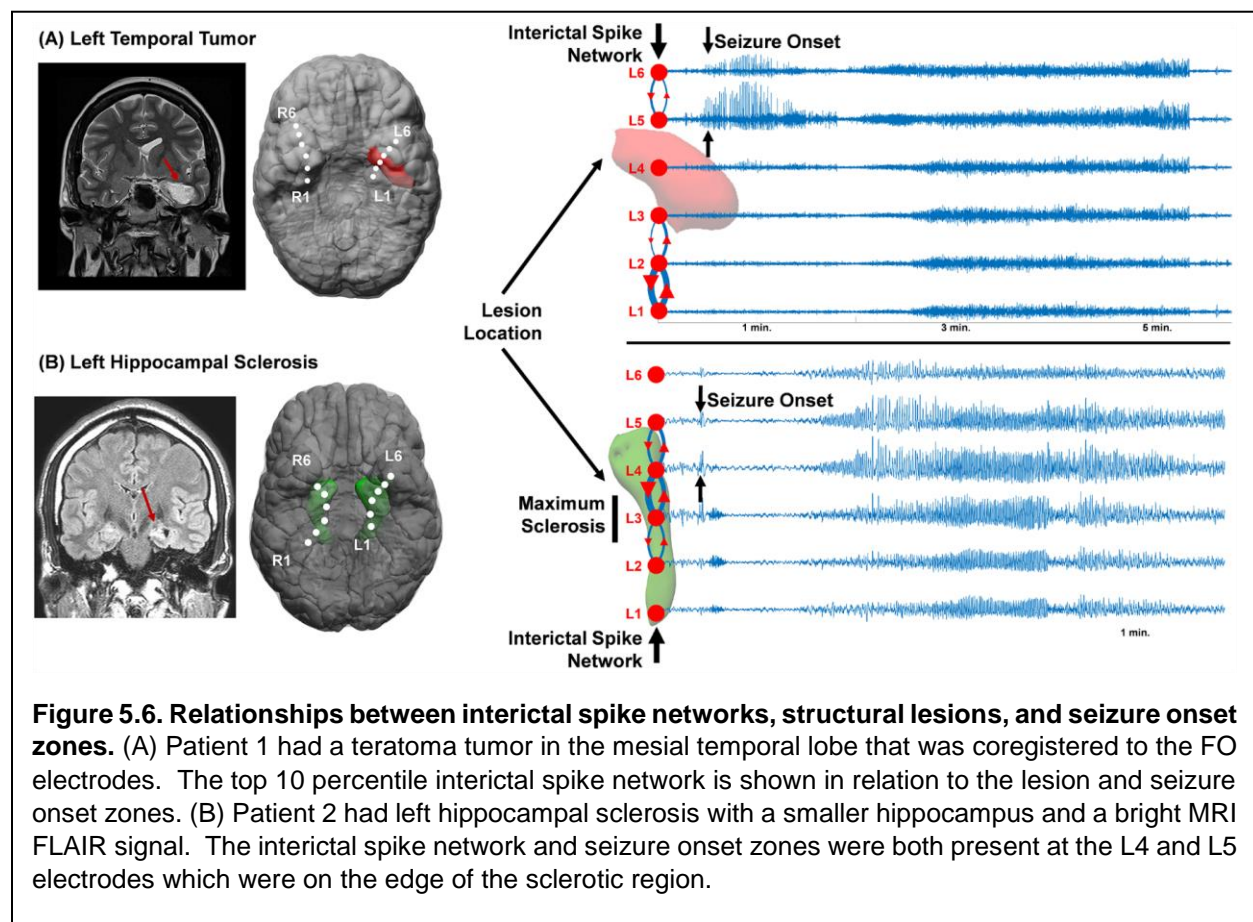 (A) Left Temporal Tumor
R6
L6
R1
L1
Interictal Spike
Network
Seizure Onset
L6
L5
L4
L3
L2
L1
1 min.
3 min.
5 min.
Lesion
Location
(B) Left Hippocampal Sclerosis
R6
L6
R1
L1
Maximum
Sclerosis
Seizure Onset
L6
L5
L4
L3
L2
L1
1 min.
Interictal Spike
Network
Figure 5.6. Relationships between interictal spike networks, structural lesions, and seizure onset
zones. (A) Patient 1 had a teratoma tumor in the mesial temporal lobe that was coregistered to the FO
electrodes. The top 10 percentile interictal spike network is shown in relation to the lesion and seizure
onset zones. (B) Patient 2 had left hippocampal sclerosis with a smaller hippocampus and a bright MRI
FLAIR signal. The interictal spike network and seizure onset zones were both present at the L4 and L5
electrodes which were on the edge of the sclerotic region.